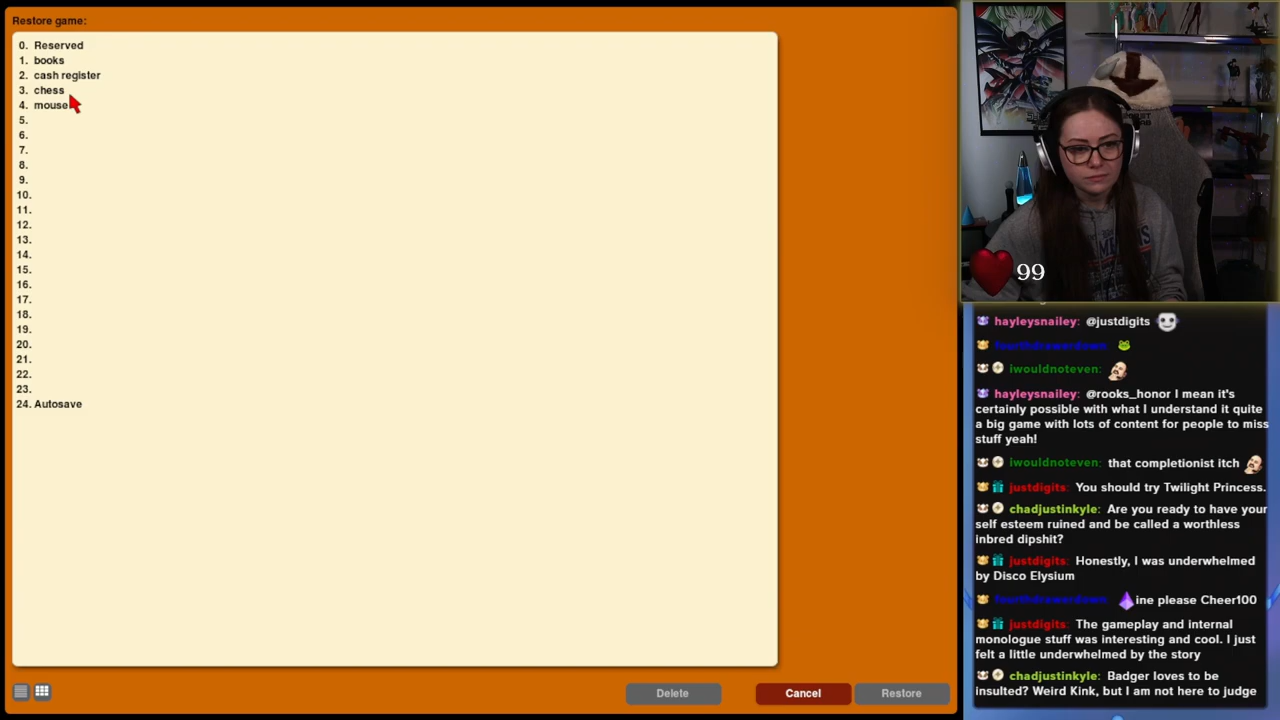 Restore game:
0. Reserved
1. books
2. cash register
3. chess
4. mouse
5.
6.
7.
8.
9.
10.
11.
12.
13.
14.
15.
16.
17.
18.
19.
20.
21.
22.
23.
24. Autosave
Delete
Cancel
Restore
99
hayleysnailey: @justdigits
iwouldnoteven:
hayleysnailey: @rooks_honor I mean it's
certainly possible with what I understand it quite
a big game with lots of content for people to miss
stuff yeah!
iwouldnoteven: that completionist itch
justdigits: You should try Twilight Princess.
chadjustinkyle: Are you ready to have your
self esteem ruined and be called a worthless
inbred dipshit?
justdigits: Honestly, I was underwhelmed
by Disco Elysium
ine please Cheer100
justdigits: The gameplay and internal
monologue stuff was interesting and cool. I just
felt a little underwhelmed by the story
chadjustinkyle: Badger loves to be
insulted? Weird Kink, but I am not here to judge